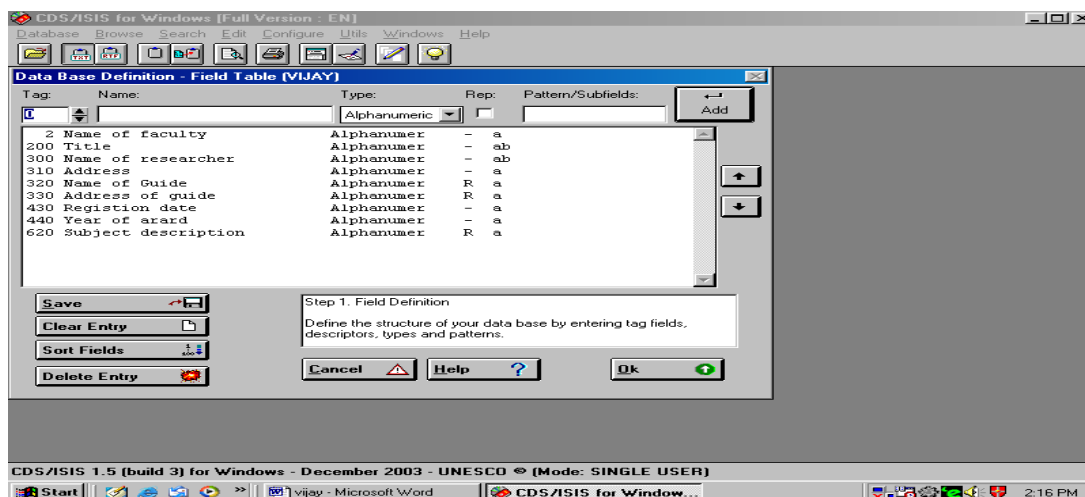 CDS/ISIS for Windows [Full Version : EN]
Database Browse Search Edit Configure Utils Windows Help
TXT
Data Base Definition - Field Table (VIJAY)
Tag: Name: Type: Rep: Pattern/Subfields:
0 Alphanumeric Add
2 Name of faculty Alphanumer - a
200 Title Alphanumer - ab
300 Name of researcher Alphanumer - ab
310 Address Alphanumer - a
320 Name of Guide Alphanumer R a
330 Address of guide Alphanumer R a
430 Registion date Alphanumer - a
440 Year of arard Alphanumer - a
620 Subject description Alphanumer R a
Save
Clear Entry
Sort Fields
Delete Entry
Step 1. Field Definition
Define the structure of your data base by entering tag fields,
descriptors, types and patterns.
Cancel Help ? Ok
CDS/ISIS 1.5 (build 3) for Windows - December 2003 - UNESCO ® (Mode: SINGLE USER)
Start » vijay - Microsoft Word CDS/ISIS for Window... 2:16 PM